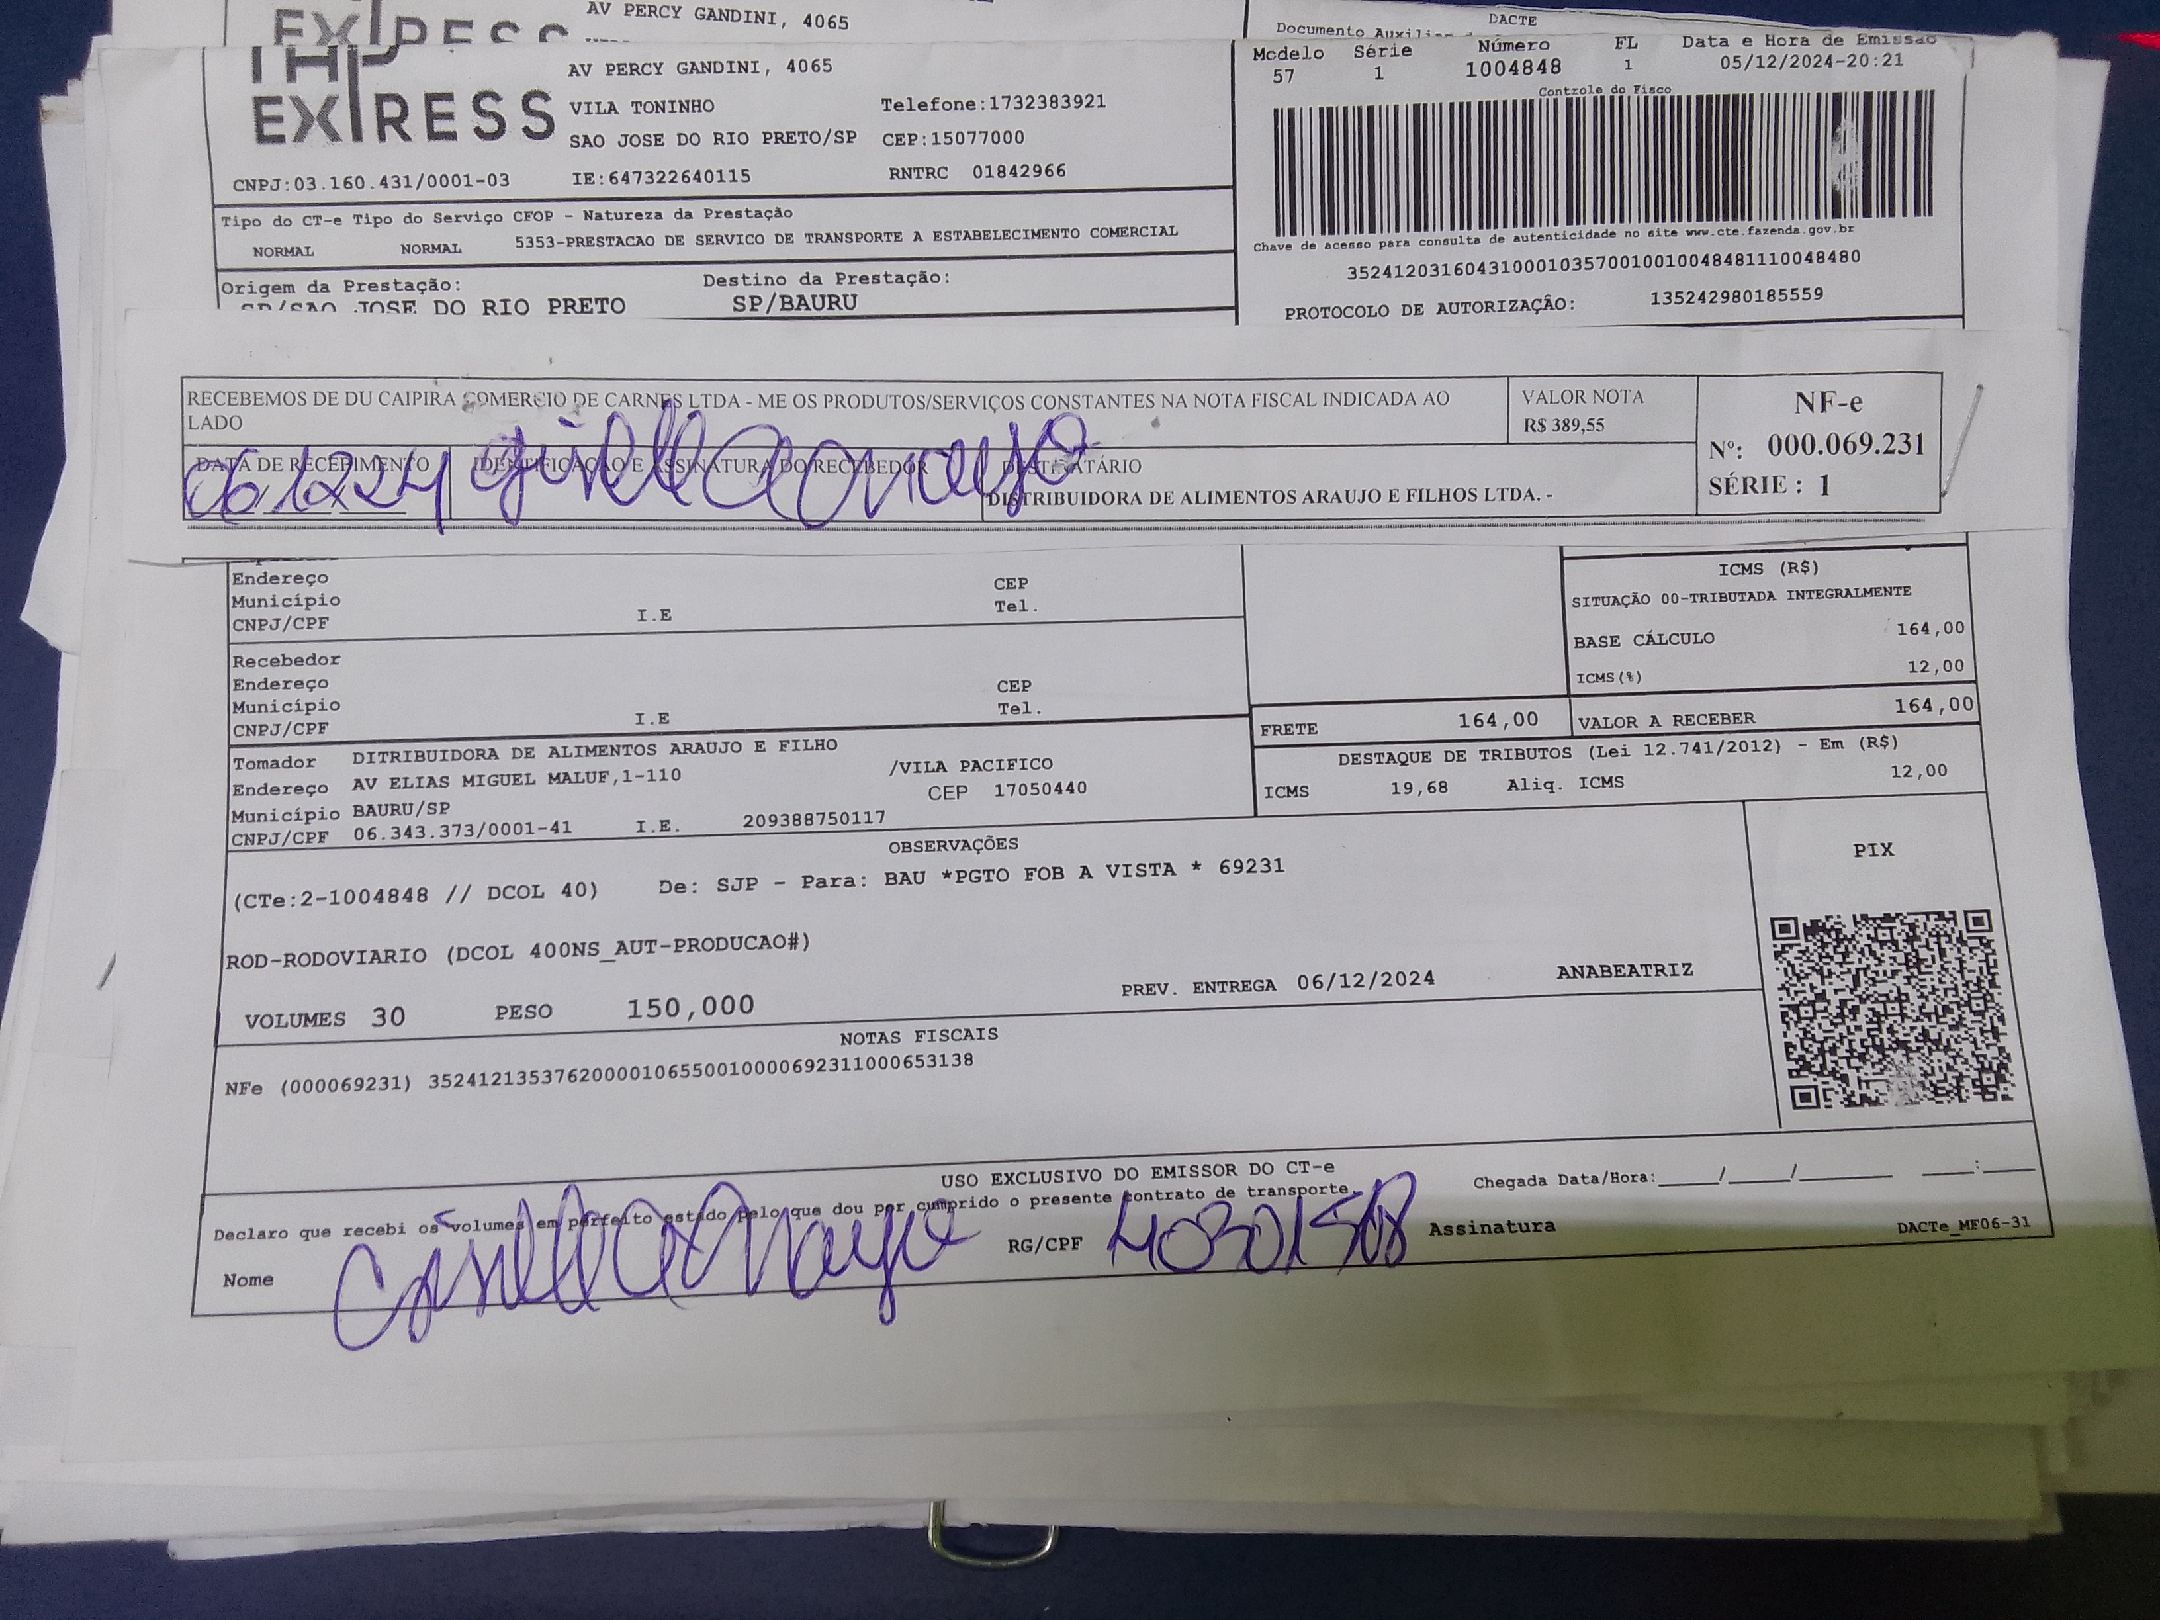 EXPRESS
AV PERCY GANDINI, 4065
DACTE
Documento Auxiliar
THP EXPRESS
AV PERCY GANDINI, 4065
VILA TONINHO Telefone:1732383921
SAO JOSE DO RIO PRETO/SP CEP:15077000
CNPJ:03.160.431/0001-03 IE:647322640115 RNTRC 01842966
Modelo Série Número FL Data e Hora de Emissão
57 1 1004848 1 05/12/2024-20:21
Controle do Fisco
Chave de acesso para consulta de autenticidade no site www.cte.fazenda.gov.br
35241203160431000103570010010048481110048480
PROTOCOLO DE AUTORIZAÇÃO: 135242980185559
Tipo do CT-e Tipo do Serviço CFOP - Natureza da Prestação
NORMAL NORMAL 5353-PRESTACAO DE SERVICO DE TRANSPORTE A ESTABELECIMENTO COMERCIAL
Origem da Prestação: Destino da Prestação:
SP/SAO JOSE DO RIO PRETO SP/BAURU
RECEBEMOS DE DU CAIPIRA COMERCIO DE CARNES LTDA - ME OS PRODUTOS/SERVIÇOS CONSTANTES NA NOTA FISCAL INDICADA AO
LADO
VALOR NOTA
R$ 389,55
NF-e
Nº: 000.069.231
SÉRIE : 1
DATA DE RECEBIMENTO IDENTIFICAÇÃO E ASSINATURA DO RECEBEDOR DESTINATÁRIO
06 12 24 Giselle Araujo
DISTRIBUIDORA DE ALIMENTOS ARAUJO E FILHOS LTDA. -
Endereço CEP
Município Tel.
CNPJ/CPF I.E
Recebedor
Endereço CEP
Município Tel.
CNPJ/CPF I.E
ICMS (R$)
SITUAÇÃO 00-TRIBUTADA INTEGRALMENTE
BASE CÁLCULO 164,00
ICMS(%) 12,00
FRETE 164,00 VALOR A RECEBER 164,00
DESTAQUE DE TRIBUTOS (Lei 12.741/2012) - Em (R$)
ICMS 19,68 Aliq. ICMS 12,00
Tomador DITRIBUIDORA DE ALIMENTOS ARAUJO E FILHO
Endereço AV ELIAS MIGUEL MALUF,1-110 /VILA PACIFICO
Município BAURU/SP CEP 17050440
CNPJ/CPF 06.343.373/0001-41 I.E. 209388750117
OBSERVAÇÕES
(CTe:2-1004848 // DCOL 40) De: SJP - Para: BAU *PGTO FOB A VISTA * 69231
PIX
ROD-RODOVIARIO (DCOL 400NS_AUT-PRODUCAO#)
VOLUMES 30 PESO 150,000 PREV. ENTREGA 06/12/2024 ANABEATRIZ
NOTAS FISCAIS
NFe (000069231) 35241213537620000106550010000692311000653138
USO EXCLUSIVO DO EMISSOR DO CT-e
Declaro que recebi os volumes em perfeito estado pelo que dou por cumprido o presente contrato de transporte.
Chegada Data/Hora:_____/_____/________ ____:____
Nome Giselle Araujo RG/CPF 40301508 Assinatura
DACTe_MF06-31